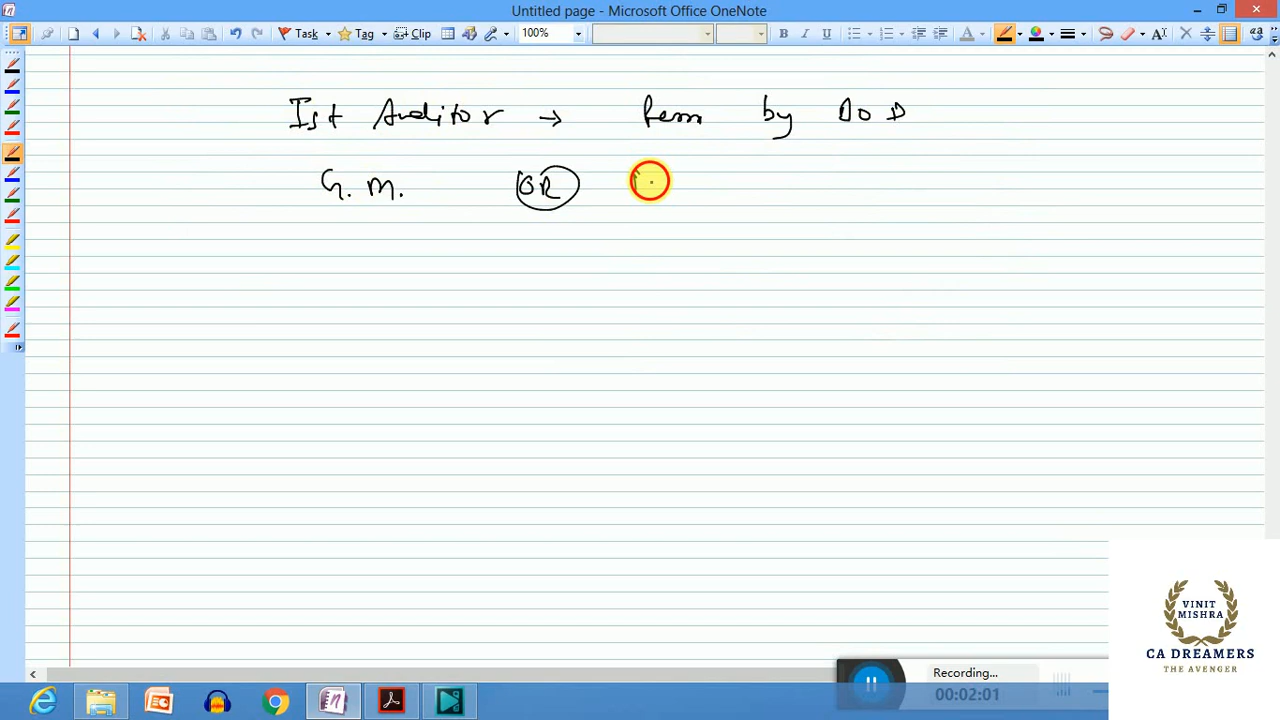 Untitled page - Microsoft Office OneNote
Task Tag Clip 100% B I U
Ist Auditor → Rem by BoD
G. M. OR
VINIT
MISHRA
CA DREAMERS
THE AVENGER
Recording...
00:02:01